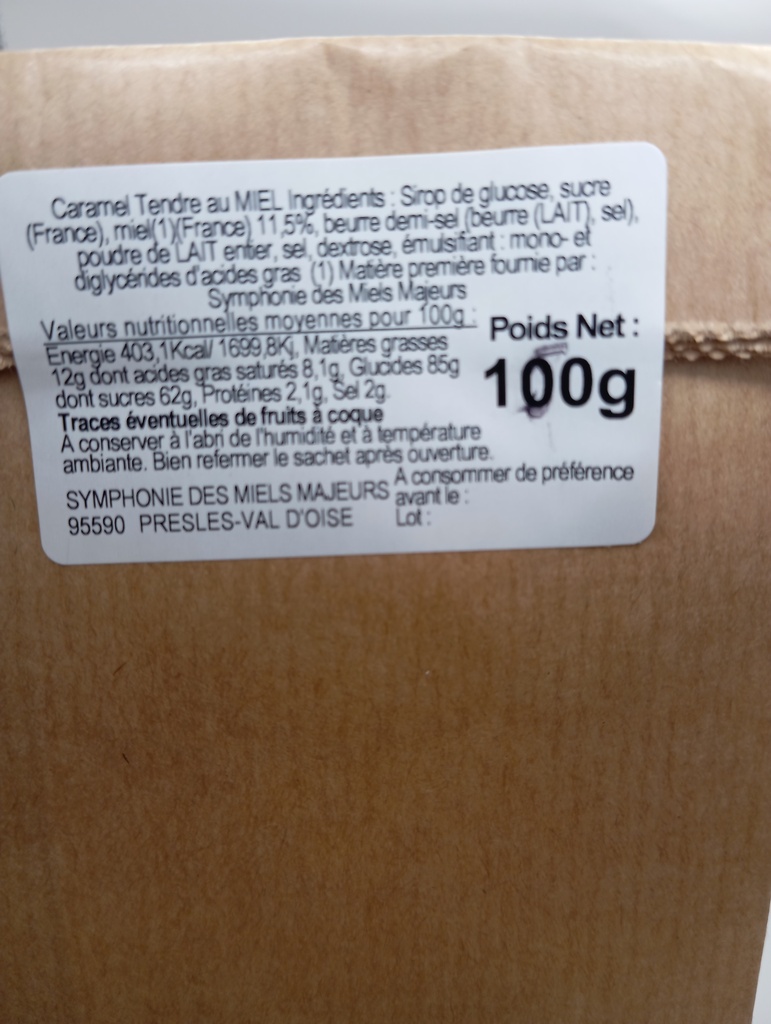 Caramel Tendre au MIEL Ingrédients : Sirop de glucose, sucre
(France), miel(1)(France) 11,5%, beurre demi-sel (beurre (LAIT), sel),
poudre de LAIT entier, sel, dextrose, émulsifiant : mono- et
diglycérides d'acides gras (1) Matière première fournie par :
Symphonie des Miels Majeurs
Valeurs nutritionnelles moyennes pour 100g :
Energie 403,1Kcal/ 1699,8Kj, Matières grasses
12g dont acides gras saturés 8,1g, Glucides 85g
dont sucres 62g, Protéines 2,1g, Sel 2g.
Poids Net :
100g
Traces éventuelles de fruits à coque
A conserver à l'abri de l'humidité et à température
ambiante. Bien refermer le sachet après ouverture.
SYMPHONIE DES MIELS MAJEURS
95590 PRESLES-VAL D'OISE
A consommer de préférence
avant le :
Lot :